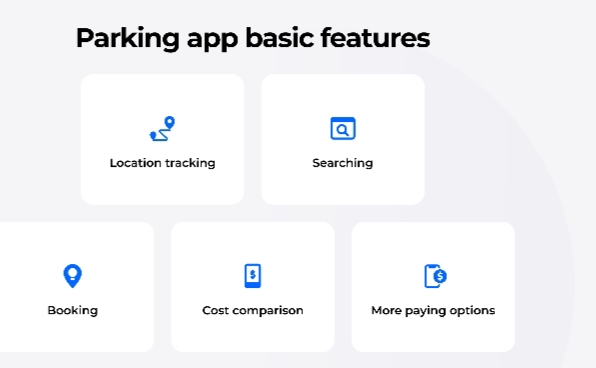 Parking app basic features
Location tracking
Searching
Booking
Cost comparison
More paying options